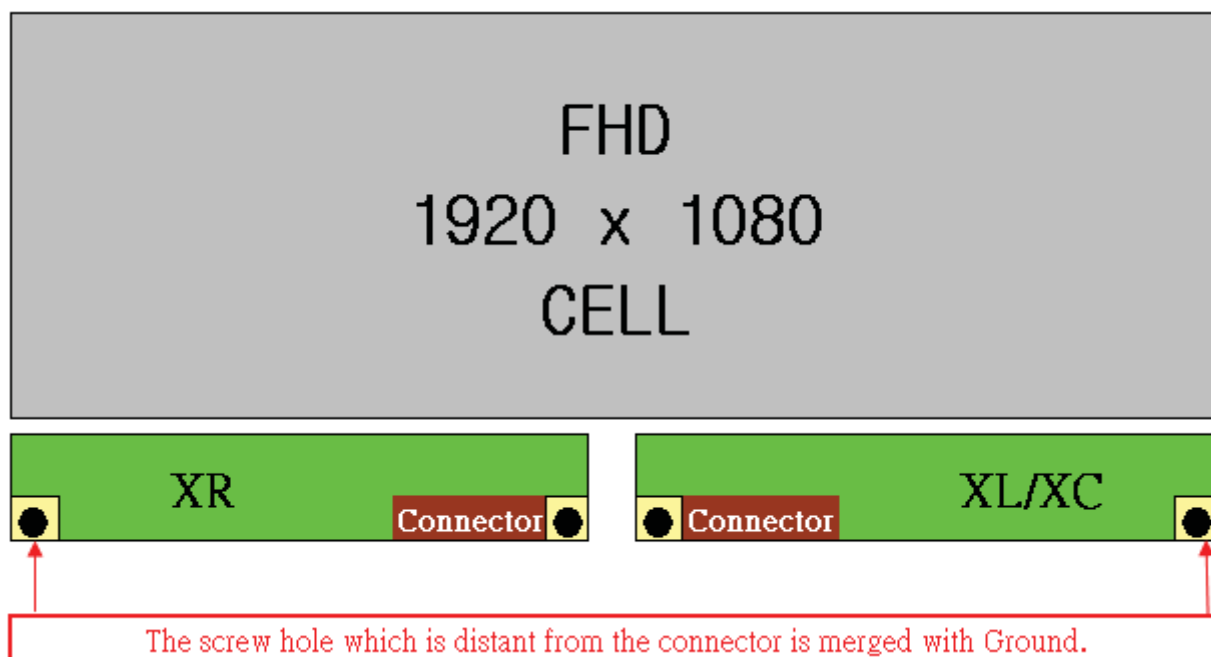 FHD
1920 x 1080
CELL
XR
Connector
Connector
XL/XC
The screw hole which is distant from the connector is merged with Ground.